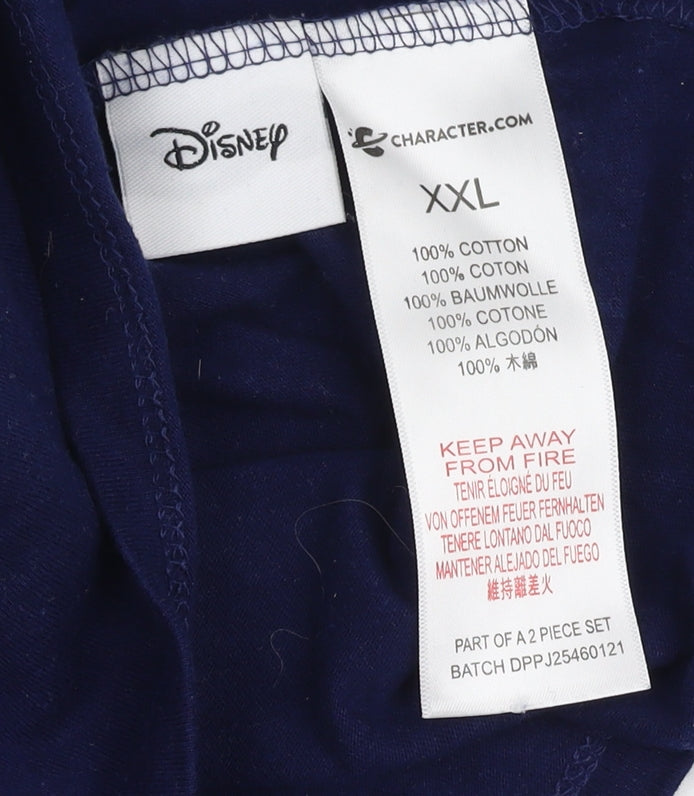 Disney
CHARACTER.COM
XXL
100% COTTON
100% COTON
100% BAUMWOLLE
100% COTONE
100% ALGODÓN
100% 木綿
KEEP AWAY
FROM FIRE
TENIR ÉLOIGNÉ DU FEU
VON OFFENEM FEUER FERNHALTEN
TENERE LONTANO DAL FUOCO
MANTENER ALEJADO DEL FUEGO
維持離差火
PART OF A 2 PIECE SET
BATCH DPPJ25460121